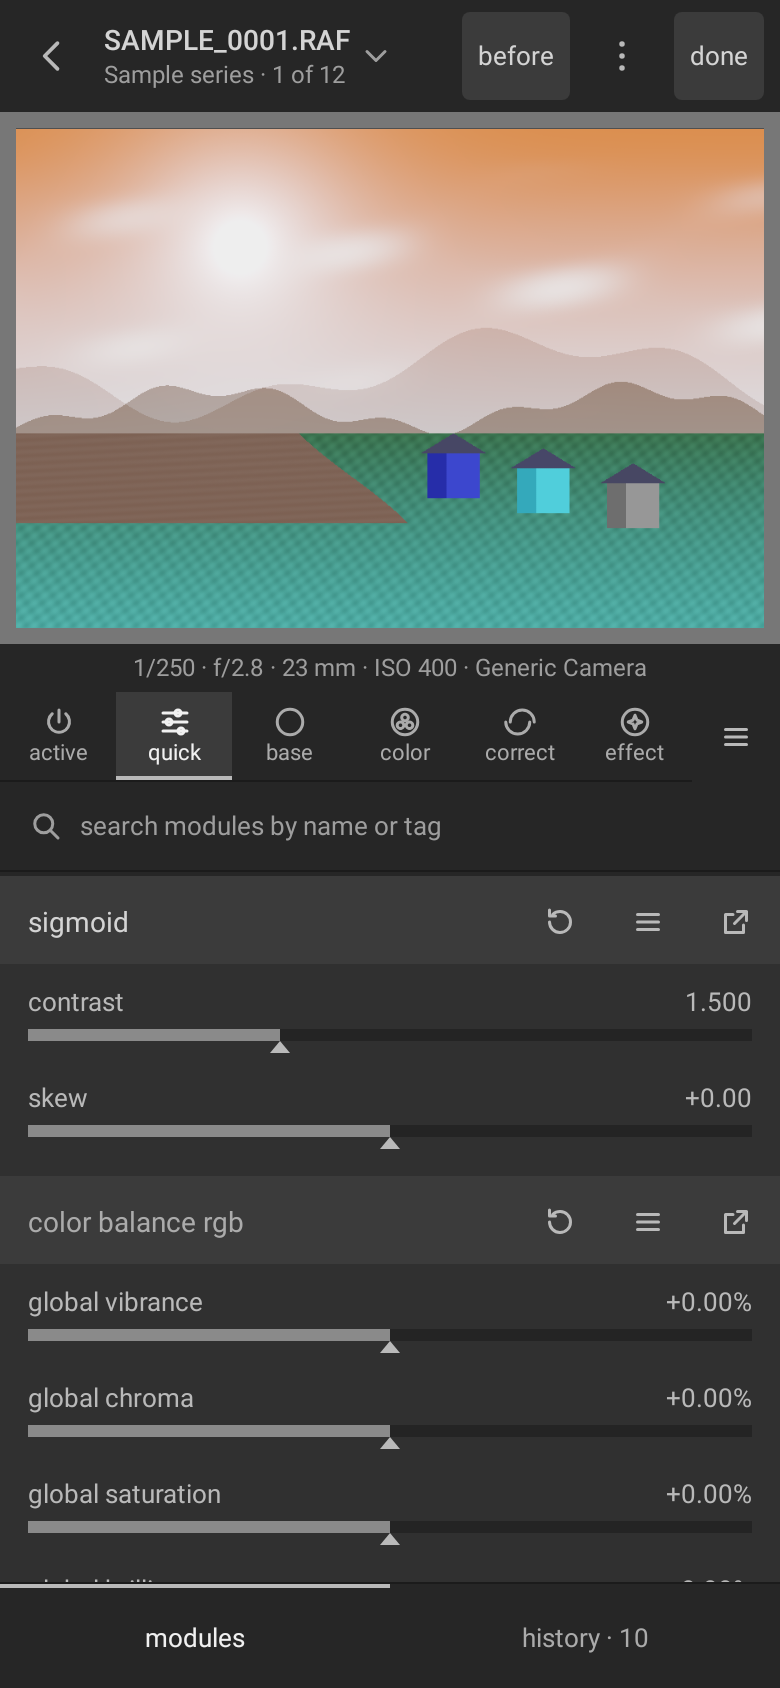 SAMPLE_0001.RAF
Sample series · 1 of 12
before
done
1/250 · f/2.8 · 23 mm · ISO 400 · Generic Camera
active
quick
base
color
correct
effect
search modules by name or tag
sigmoid
contrast 1.500
skew +0.00
color balance rgb
global vibrance +0.00%
global chroma +0.00%
global saturation +0.00%
modules
history · 10